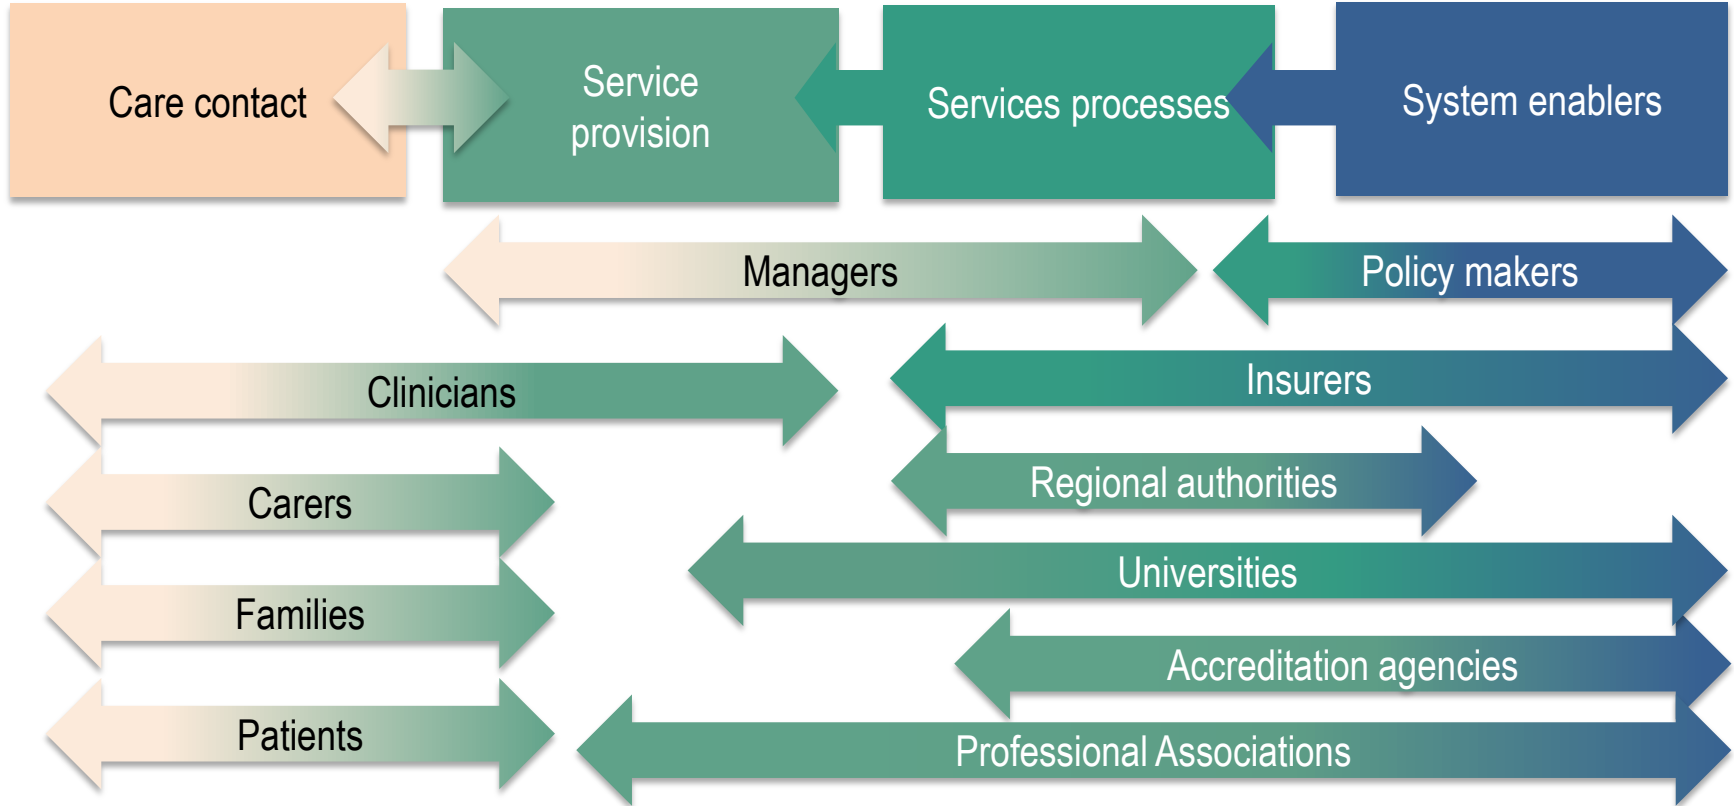 Care contact
Service
provision
Services processes
System enablers
Managers
Policy makers
Clinicians
Insurers
Carers
Regional authorities
Universities
Families
Accreditation agencies
Patients
Professional Associations